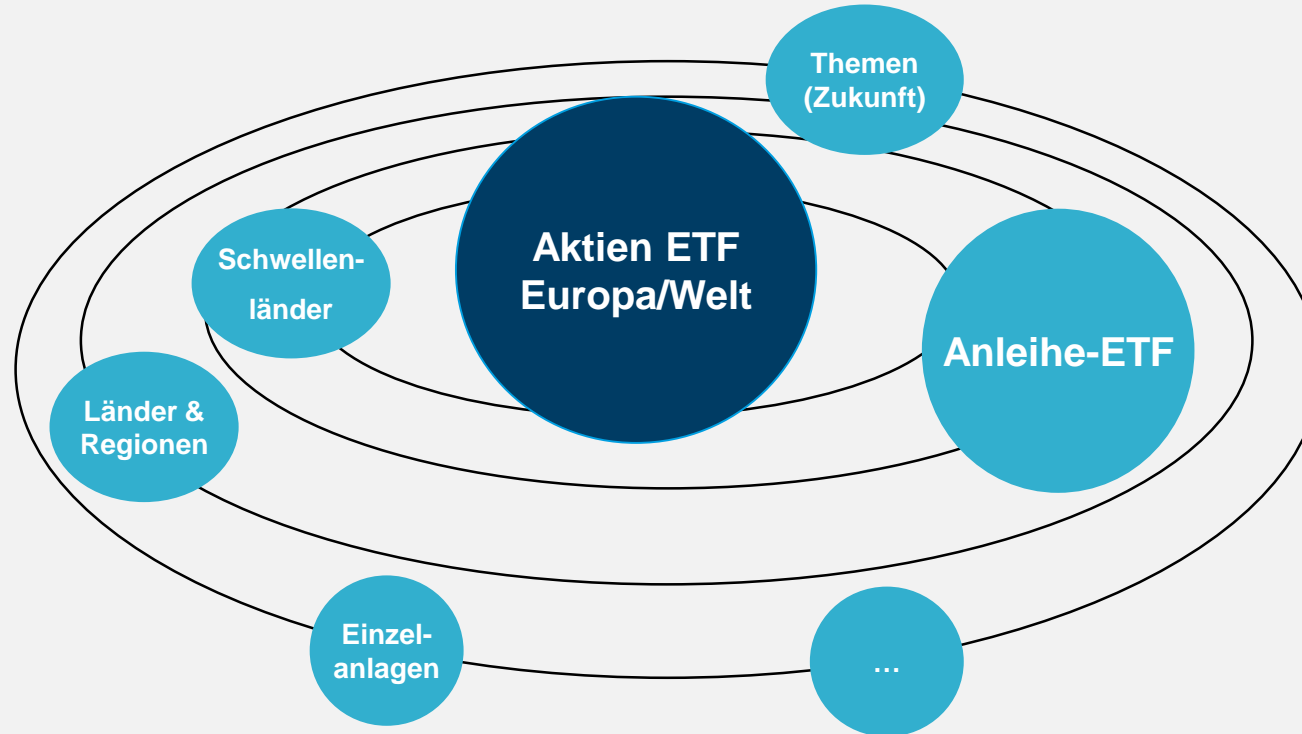 Themen
(Zukunft)
Schwellen-
länder
Aktien ETF
Europa/Welt
Anleihe-ETF
Länder &
Regionen
Einzel-
anlagen
...